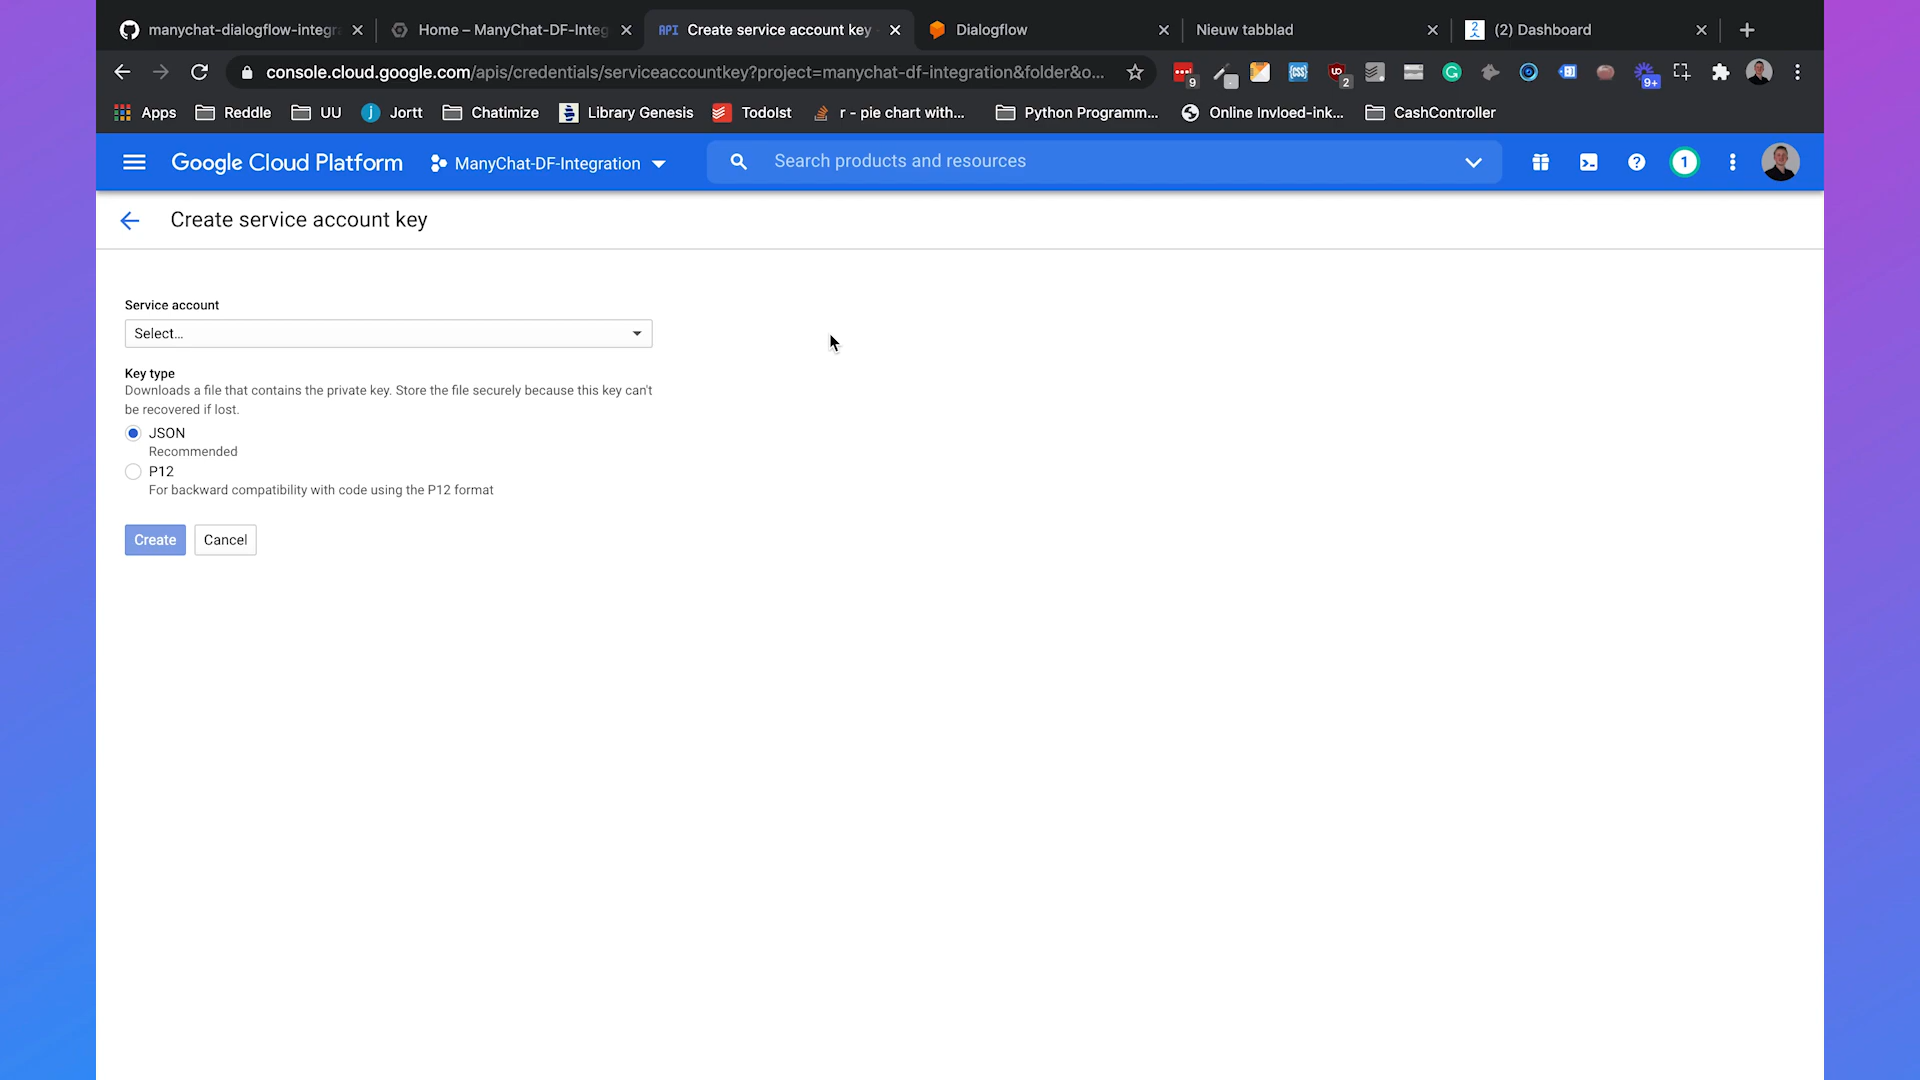 manychat-dialogflow-integr
Home – ManyChat-DF-Integ
API Create service account key
Dialogflow
Nieuw tabblad
(2) Dashboard
console.cloud.google.com/apis/credentials/serviceaccountkey?project=manychat-df-integration&folder&o...
9
2
9+
Apps
Reddle
UU
Jortt
Chatimize
Library Genesis
TodoIst
r - pie chart with...
Python Programm...
Online Invloed-ink...
CashController
Google Cloud Platform
ManyChat-DF-Integration
Search products and resources
1
Create service account key
Service account
Select...
Key type
Downloads a file that contains the private key. Store the file securely because this key can't
be recovered if lost.
JSON
Recommended
P12
For backward compatibility with code using the P12 format
Create
Cancel